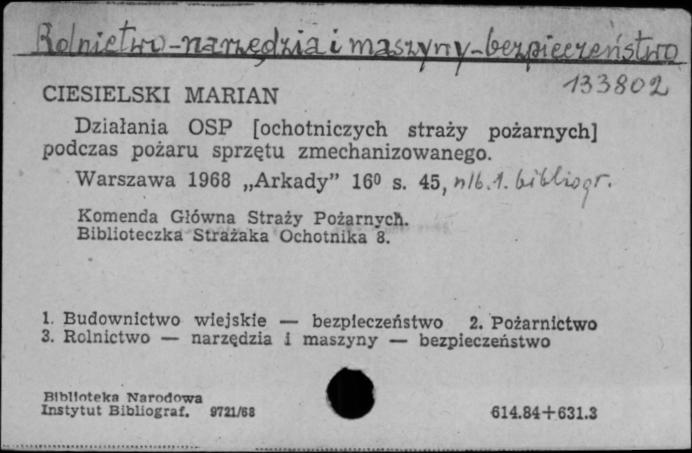 Rolnictwo-narzędzia i maszyny-bezpieczeństwo
133802
CIESIELSKI MARIAN
Działania OSP [ochotniczych straży pożarnych]
podczas pożaru sprzętu zmechanizowanego.
Warszawa 1968 „Arkady” 16⁰ s. 45, nlb. 1. bibliogr.
Komenda Główna Straży Pożarnych.
Biblioteczka Strażaka Ochotnika 8.
1. Budownictwo wiejskie — bezpieczeństwo 2. Pożarnictwo
3. Rolnictwo — narzędzia i maszyny — bezpieczeństwo
Biblioteka Narodowa
Instytut Bibliograf. 9721/68
614.84+631.3